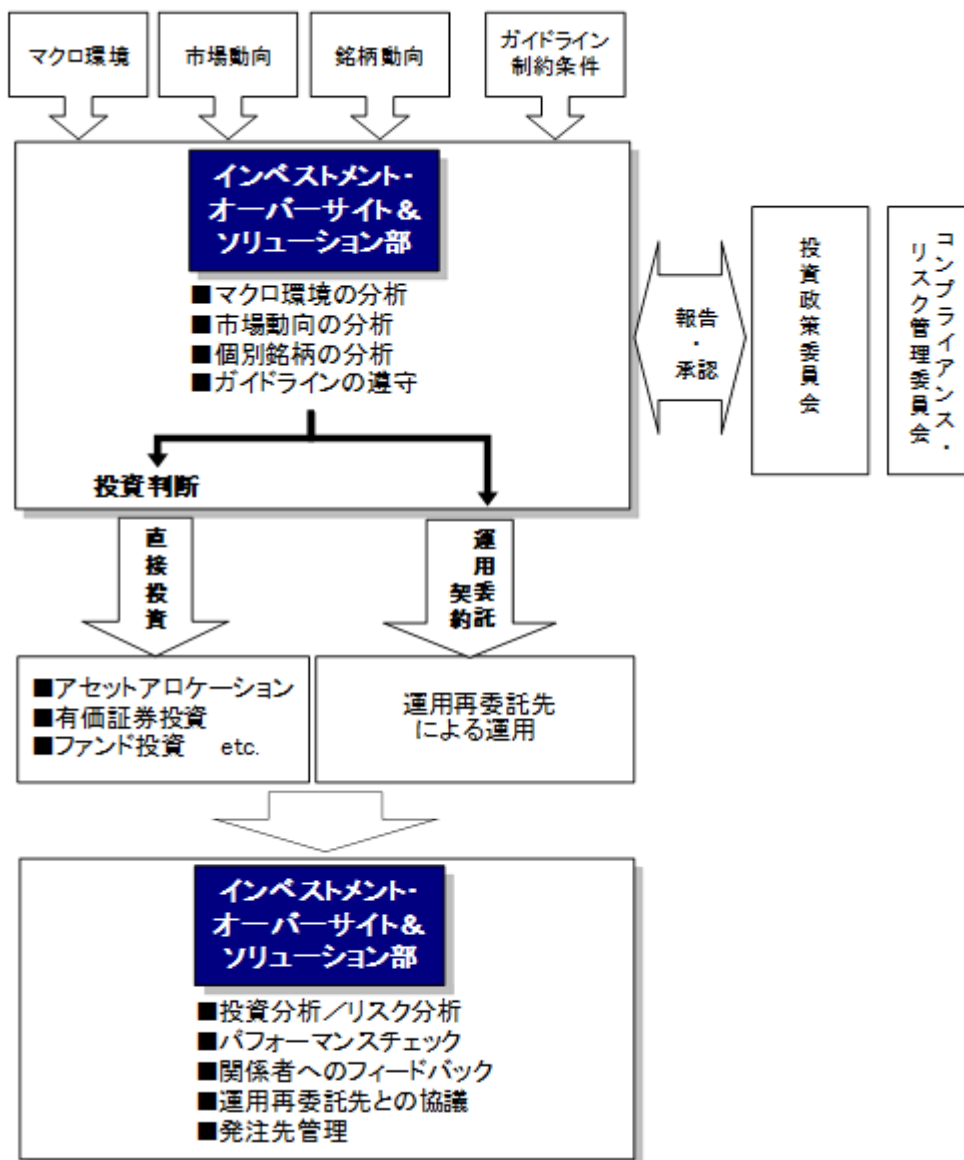 マクロ環境
市場動向
銘柄動向
ガイドライン
制約条件
インベストメント・
オーバーサイト＆
ソリューション部
■マクロ環境の分析
■市場動向の分析
■個別銘柄の分析
■ガイドラインの遵守
投資判断
報告
・
承認
投資政策委員会
コンプライアンス・
リスク管理委員会
直接投資
運用委託
契約
■アセットアロケーション
■有価証券投資
■ファンド投資　etc.
運用再委託先
による運用
インベストメント・
オーバーサイト＆
ソリューション部
■投資分析／リスク分析
■パフォーマンスチェック
■関係者へのフィードバック
■運用再委託先との協議
■発注先管理